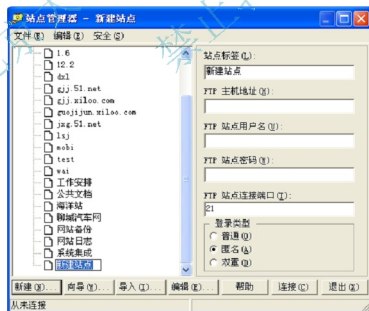 站点管理器 - 新建站点
文件(F) 编辑(E) 安全(S)
1.6
12.2
dxl
gjj.51.net
gjj.xiloo.com
guojijun.xiloo.com
jxg.51.net
lxj
mobi
test
wai
工作安排
公共文档
海洋站
聊城汽车网
网站备份
网站日志
系统集成
新建站点
站点标签(L):
新建站点
FTP 主机地址(H):
FTP 站点用户名(U):
FTP 站点密码(W):
FTP 站点连接端口(T):
21
登录类型
普通(O)
匿名(A)
双重(D)
新建(N)... 向导(Y)... 导入(I)... 编辑(E)... 帮助 连接(C) 退出(X)
从未连接